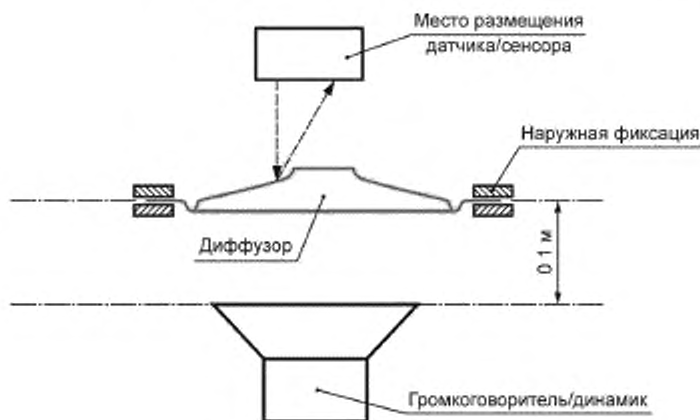 Место размещения
датчика/сенсора
Наружная фиксация
Диффузор
0 1 м
Громкоговоритель/динамик